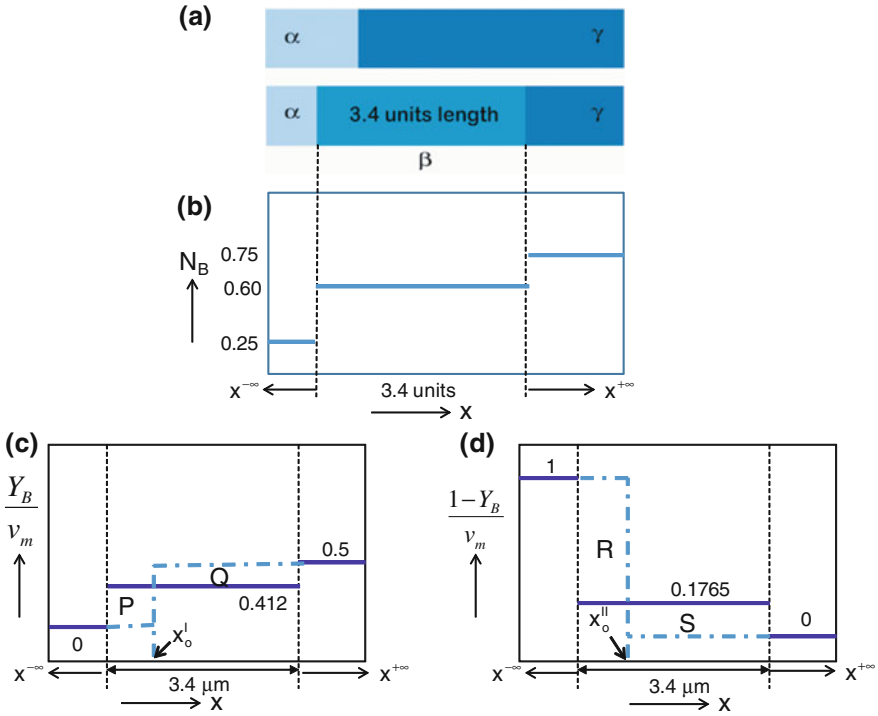 (a)
α γ
α 3.4 units length γ
β
(b)
N_B
0.75
0.60
0.25
x^{-∞} 3.4 units x^{+∞}
x
(c)
Y_B / v_m
0.5
Q
P
0.412
0
x_o^I
x^{-∞} 3.4 μm x^{+∞}
x
(d)
1−Y_B / v_m
1
R
0.1765
x_o^{II} S 0
x^{-∞} 3.4 μm x^{+∞}
x